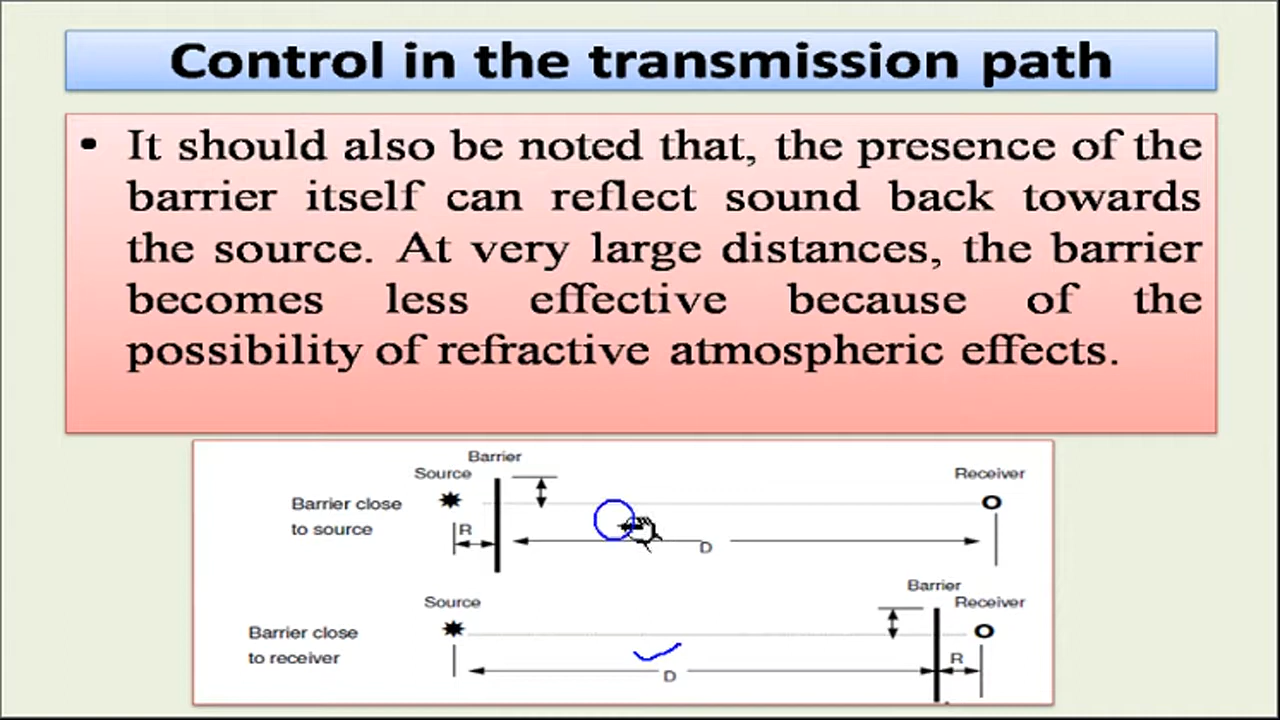 Control in the transmission path
• It should also be noted that, the presence of the
barrier itself can reflect sound back towards
the source. At very large distances, the barrier
becomes less effective because of the
possibility of refractive atmospheric effects.
Barrier
Source
Receiver
Barrier close
to source
R
D
Barrier
Source
Receiver
Barrier close
to receiver
R
D